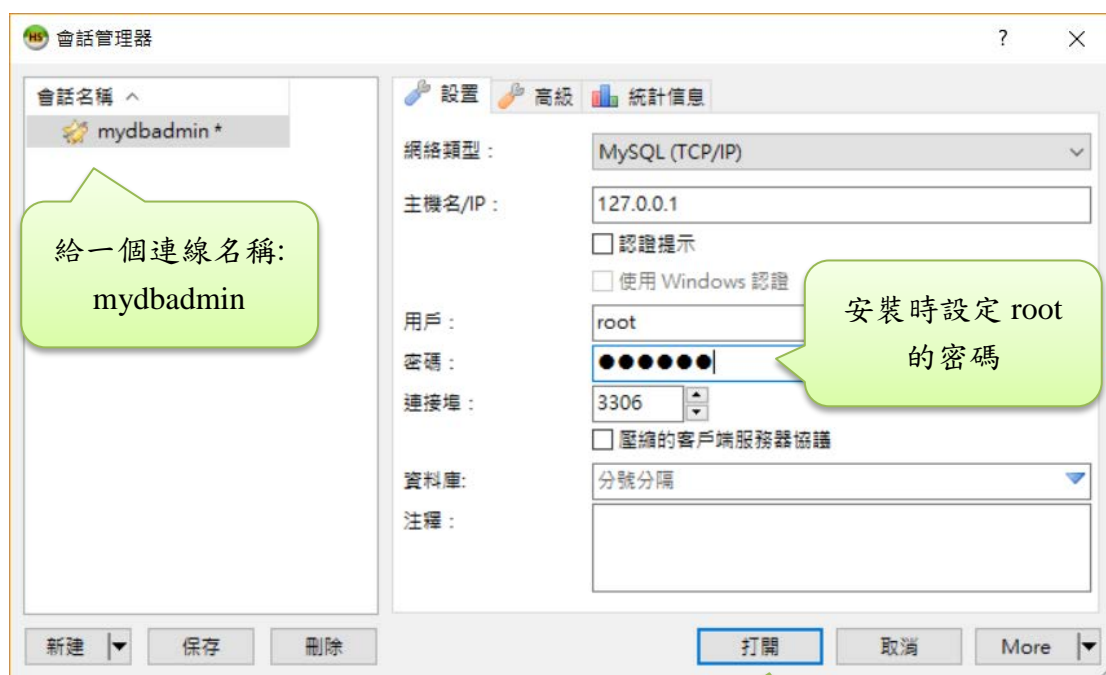 HS 會話管理器
? ×
會話名稱
mydbadmin *
給一個連線名稱:
mydbadmin
設置 高級 統計信息
網絡類型：
MySQL (TCP/IP)
主機名/IP：
127.0.0.1
認證提示
使用 Windows 認證
用戶：
root
密碼：
●●●●●●
安裝時設定 root
的密碼
連接埠：
3306
壓縮的客戶端服務器協議
資料庫:
分號分隔
注釋：
新建 保存 刪除 打開 取消 More